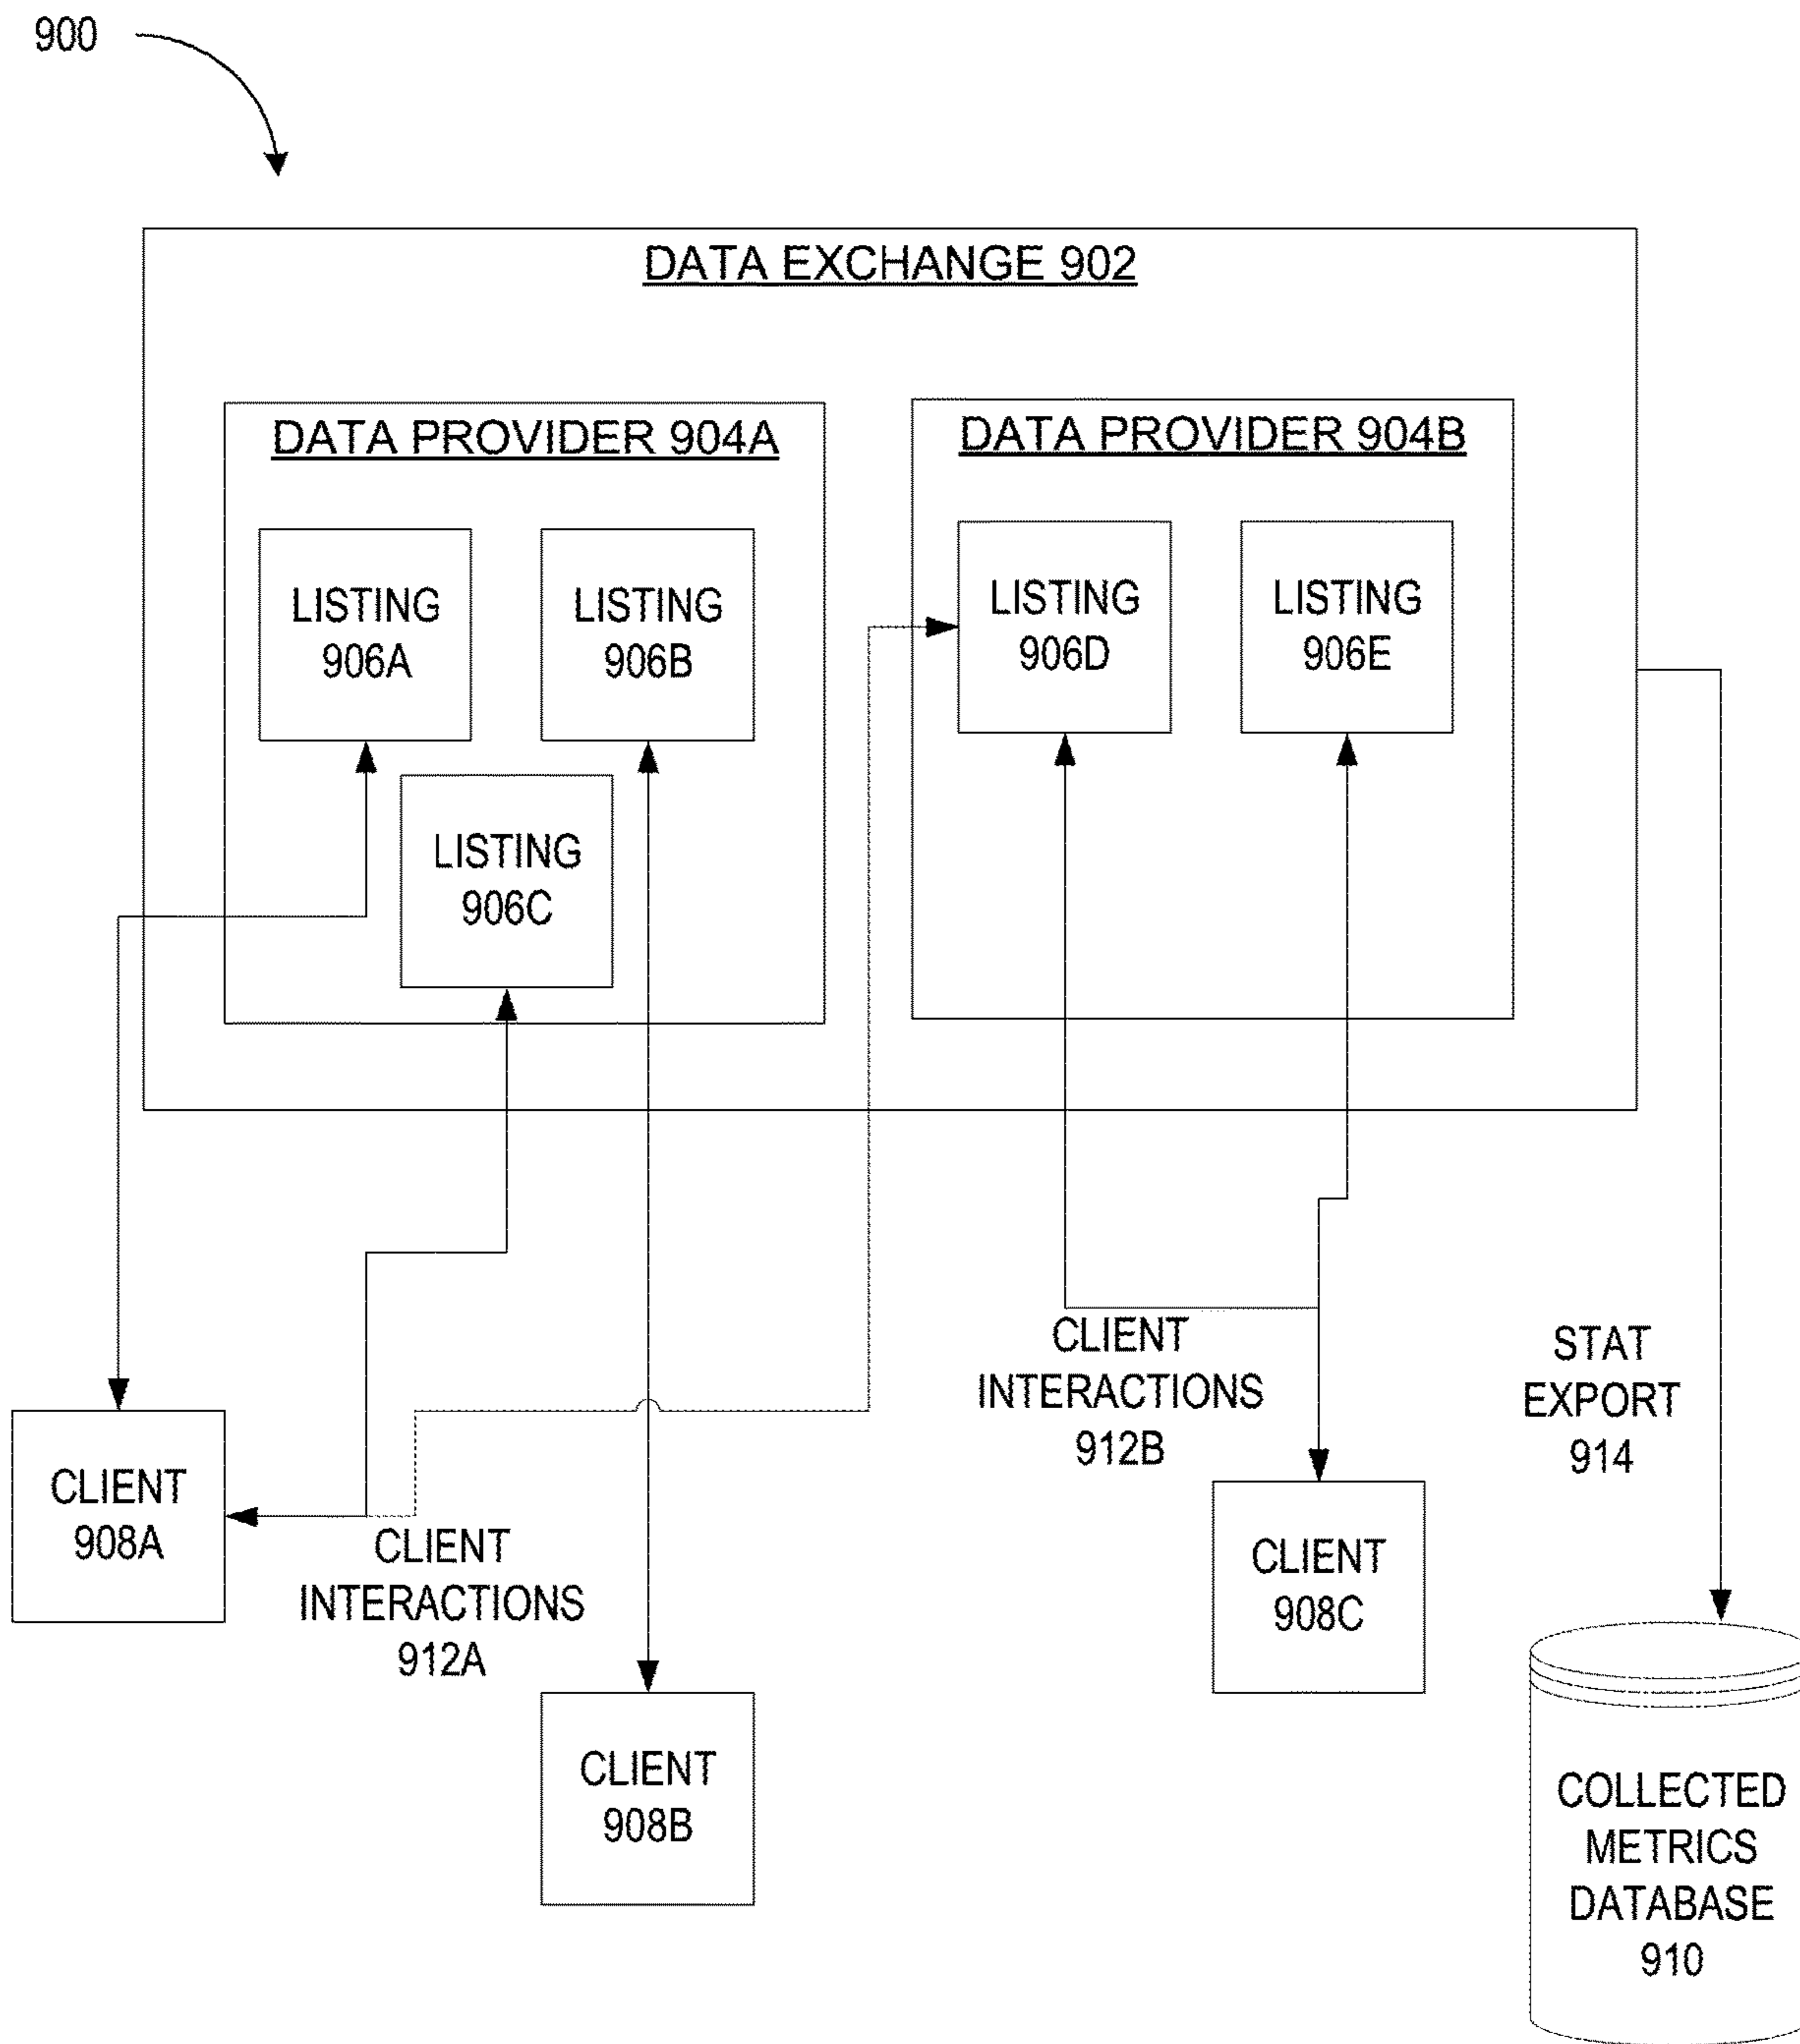 900
DATA EXCHANGE 902
DATA PROVIDER 904A
LISTING
906A
LISTING
906B
LISTING
906C
DATA PROVIDER 904B
LISTING
906D
LISTING
906E
CLIENT
INTERACTIONS
912B
STAT
EXPORT
914
CLIENT
908A
CLIENT
INTERACTIONS
912A
CLIENT
908B
CLIENT
908C
COLLECTED
METRICS
DATABASE
910